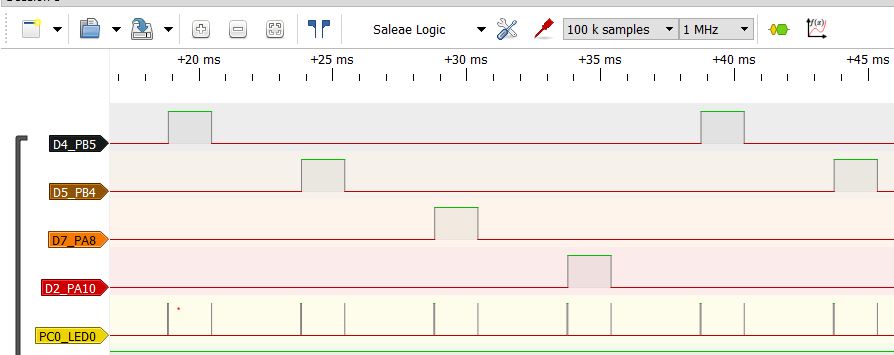 Saleae Logic 100 k samples 1 MHz f(x)
+20 ms +25 ms +30 ms +35 ms +40 ms +45 ms
D4_PB5
D5_PB4
D7_PA8
D2_PA10
PC0_LED0